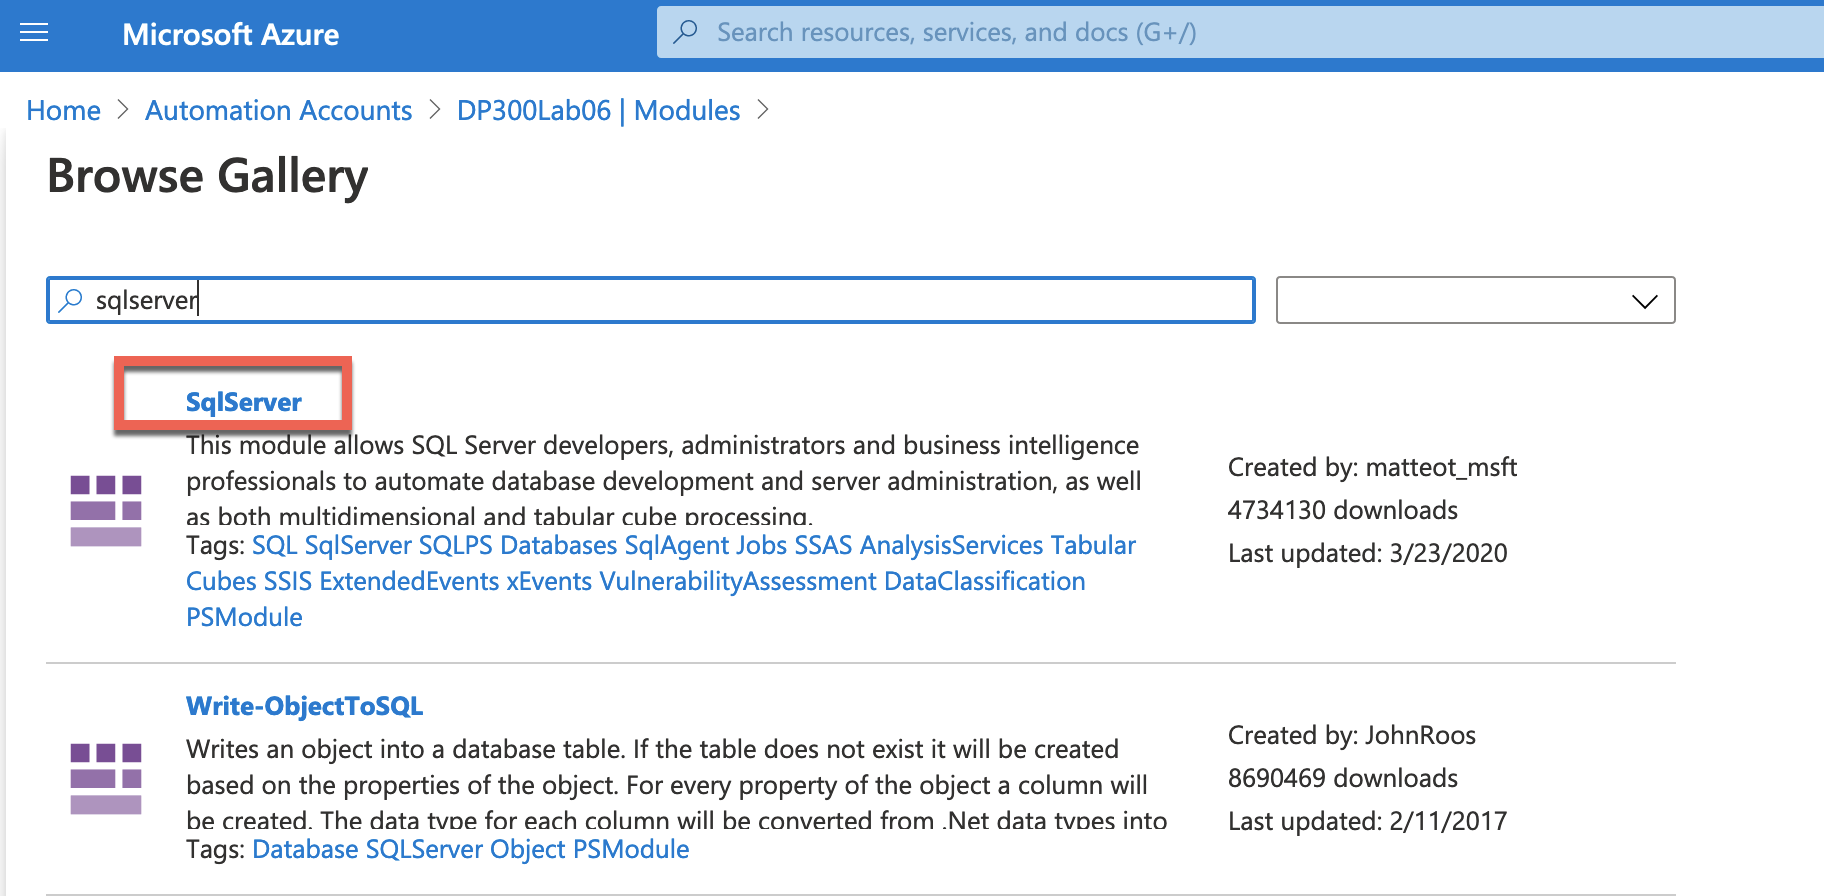 Microsoft Azure
Search resources, services, and docs (G+/)
Home > Automation Accounts > DP300Lab06 | Modules >
Browse Gallery
sqlserver
SqlServer
This module allows SQL Server developers, administrators and business intelligence
professionals to automate database development and server administration, as well
as both multidimensional and tabular cube processing.
Tags: SQL SqlServer SQLPS Databases SqlAgent Jobs SSAS AnalysisServices Tabular
Cubes SSIS ExtendedEvents xEvents VulnerabilityAssessment DataClassification
PSModule
Created by: matteot_msft
4734130 downloads
Last updated: 3/23/2020
Write-ObjectToSQL
Writes an object into a database table. If the table does not exist it will be created
based on the properties of the object. For every property of the object a column will
be created. The data type for each column will be converted from .Net data types into
Tags: Database SQLServer Object PSModule
Created by: JohnRoos
8690469 downloads
Last updated: 2/11/2017